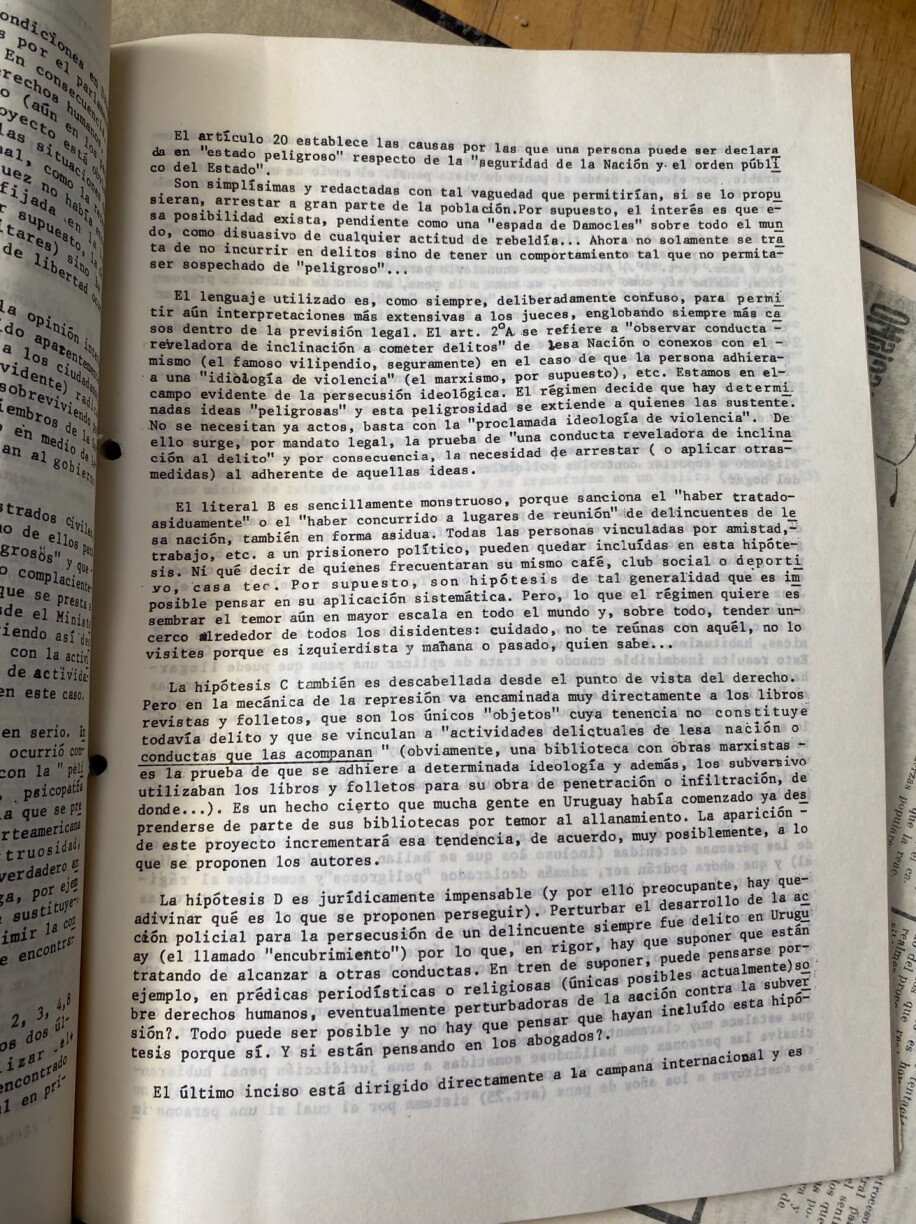 El artículo 20 establece las causas por las que una persona puede ser declara
da en "estado peligroso" respecto de la "seguridad de la Nación y el orden públi
co del Estado".
Son simplísimas y redactadas con tal vaguedad que permitirían, si se lo propu
sieran, arrestar a gran parte de la población.Por supuesto, el interés es que e-
sa posibilidad exista, pendiente como una "espada de Damocles" sobre todo el mun
do, como disuasivo de cualquier actitud de rebeldía... Ahora no solamente se tra
ta de no incurrir en delitos sino de tener un comportamiento tal que no permita-
ser sospechado de "peligroso"...
El lenguaje utilizado es, como siempre, deliberadamente confuso, para permi
tir aún interpretaciones más extensivas a los jueces, englobando siempre más ca
sos dentro de la previsión legal. El art. 2ºA se refiere a "observar conducta -
reveladora de inclinación a cometer delitos" de lesa Nación o conexos con el -
mismo (el famoso vilipendio, seguramente) en el caso de que la persona adhiera-
a una "idiología de violencia" (el marxismo, por supuesto), etc. Estamos en el-
campo evidente de la persecusión ideológica. El régimen decide que hay determi
nadas ideas "peligrosas" y esta peligrosidad se extiende a quienes las sustente.
No se necesitan ya actos, basta con la "proclamada ideología de violencia". De
ello surge, por mandato legal, la prueba de "una conducta reveladora de inclina
ción al delito" y por consecuencia, la necesidad de arrestar ( o aplicar otras-
medidas) al adherente de aquellas ideas.
El literal B es sencillamente monstruoso, porque sanciona el "haber tratado-
asiduamente" o el "haber concurrido a lugares de reunión" de delincuentes de le
sa nación, también en forma asidua. Todas las personas vinculadas por amistad,-
trabajo, etc. a un prisionero político, pueden quedar incluídas en esta hipóte-
sis. Ni qué decir de quienes frecuentaran su mismo café, club social o deporti
vo, casa tec. Por supuesto, son hipótesis de tal generalidad que es im
posible pensar en su aplicación sistemática. Pero, lo que el régimen quiere es
sembrar el temor aún en mayor escala en todo el mundo y, sobre todo, tender un-
cerco alrededor de todos los disidentes: cuidado, no te reúnas con aquél, no lo
visites porque es izquierdista y mañana o pasado, quien sabe...
La hipótesis C también es descabellada desde el punto de vista del derecho.
Pero en la mecánica de la represión va encaminada muy directamente a los libros
revistas y folletos, que son los únicos "objetos" cuya tenencia no constituye
todavía delito y que se vinculan a "actividades deliqtuales de lesa nación o
conductas que las acompanan " (obviamente, una biblioteca con obras marxistas -
es la prueba de que se adhiere a determinada ideología y además, los subversivo
utilizaban los libros y folletos para su obra de penetración o infiltración, de
donde...). Es un hecho cierto que mucha gente en Uruguay había comenzado ya des
prenderse de parte de sus bibliotecas por temor al allanamiento. La aparición -
de este proyecto incrementará esa tendencia, de acuerdo, muy posiblemente, a lo
que se proponen los autores.
La hipótesis D es jurídicamente impensable (y por ello preocupante, hay que-
adivinar qué es lo que se proponen perseguir). Perturbar el desarrollo de la ac
ción policial para la persecusión de un delincuente siempre fue delito en Urugu
ay (el llamado "encubrimiento") por lo que, en rigor, hay que suponer que están
tratando de alcanzar a otras conductas. En tren de suponer, puede pensarse por-
ejemplo, en prédicas periodísticas o religiosas (únicas posibles actualmente)so
bre derechos humanos, eventualmente perturbadoras de la acción contra la subver
sión?. Todo puede ser posible y no hay que pensar que hayan incluído esta hipó-
tesis porque sí. Y si están pensando en los abogados?.
El último inciso está dirigido directamente a la campana internacional y es